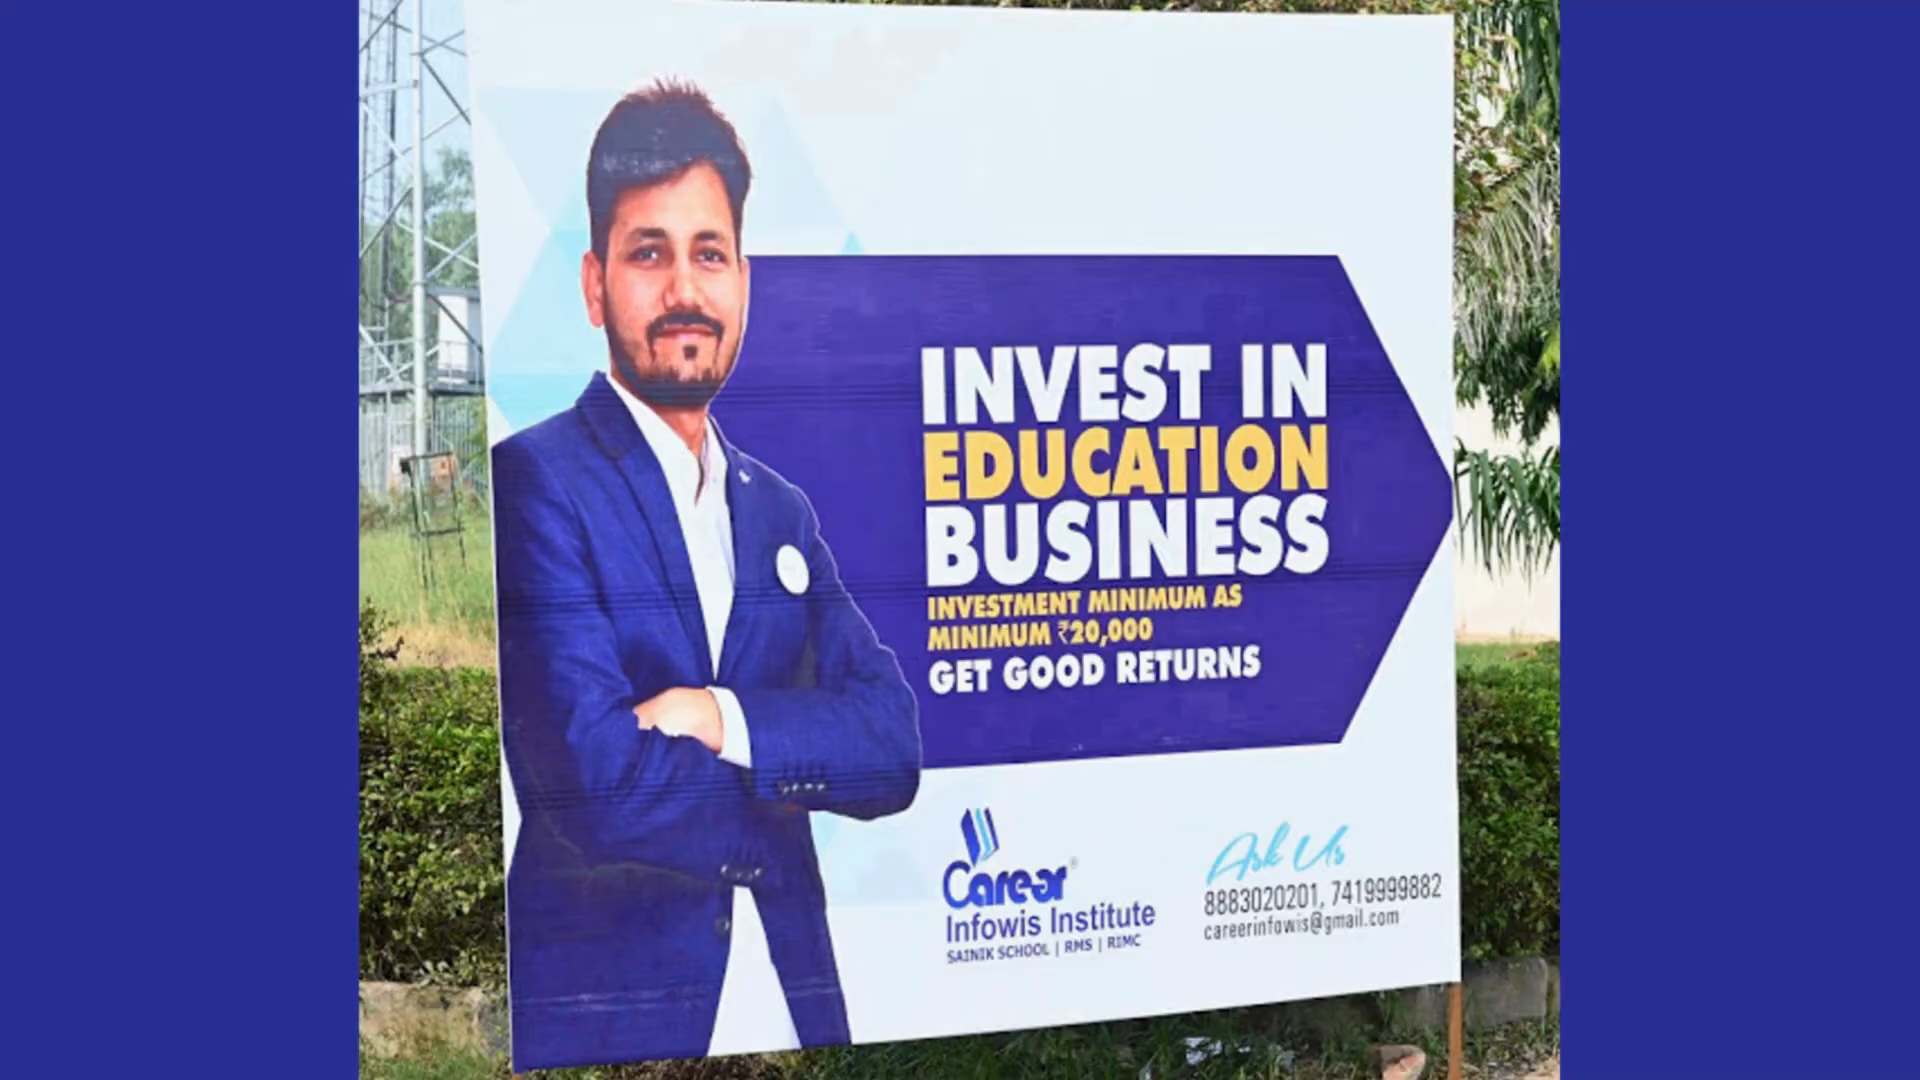 INVEST IN
EDUCATION
BUSINESS
INVESTMENT MINIMUM AS
MINIMUM ₹20,000
GET GOOD RETURNS
Career®
Infowis Institute
SAINIK SCHOOL | RMS | RIMC
Ask Us
8883020201, 7419999882
careerinfowis@gmail.com